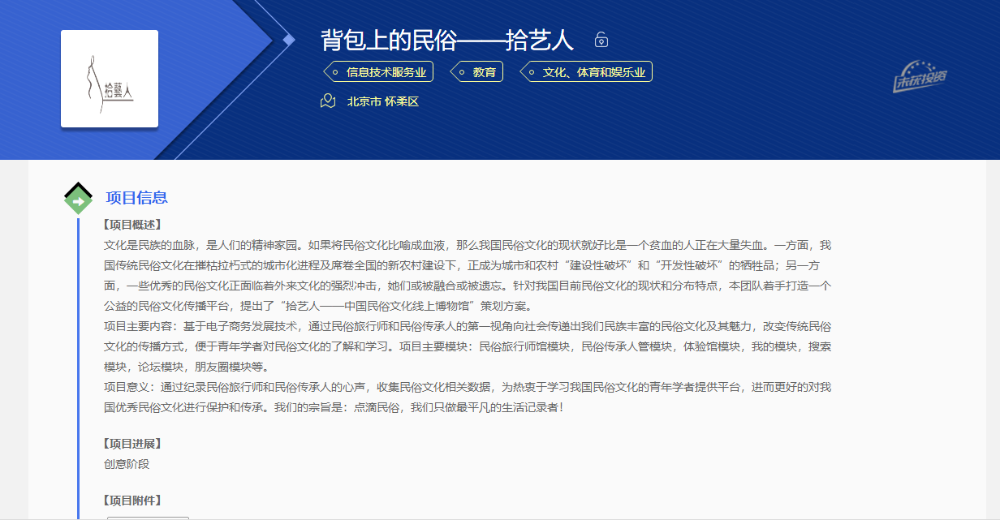 背包上的民俗——拾艺人
信息技术服务业 教育 文化、体育和娱乐业
北京市 怀柔区
拾藝人
未获投资
项目信息
【项目概述】
文化是民族的血脉，是人们的精神家园。如果将民俗文化比喻成血液，那么我国民俗文化的现状就好比是一个贫血的人正在大量失血。一方面，我
国传统民俗文化在摧枯拉朽式的城市化进程及席卷全国的新农村建设下，正成为城市和农村“建设性破坏”和“开发性破坏”的牺牲品；另一方
面，一些优秀的民俗文化正面临着外来文化的强烈冲击，她们或被融合或被遗忘。针对我国目前民俗文化的现状和分布特点，本团队着手打造一个
公益的民俗文化传播平台，提出了“拾艺人——中国民俗文化线上博物馆”策划方案。
项目主要内容：基于电子商务发展技术，通过民俗旅行师和民俗传承人的第一视角向社会传递出我们民族丰富的民俗文化及其魅力，改变传统民俗
文化的传播方式，便于青年学者对民俗文化的了解和学习。项目主要模块：民俗旅行师馆模块，民俗传承人管模块，体验馆模块，我的模块，搜索
模块，论坛模块，朋友圈模块等。
项目意义：通过纪录民俗旅行师和民俗传承人的心声，收集民俗文化相关数据，为热衷于学习我国民俗文化的青年学者提供平台，进而更好的对我
国优秀民俗文化进行保护和传承。我们的宗旨是：点滴民俗，我们只做最平凡的生活记录者！
【项目进展】
创意阶段
【项目附件】